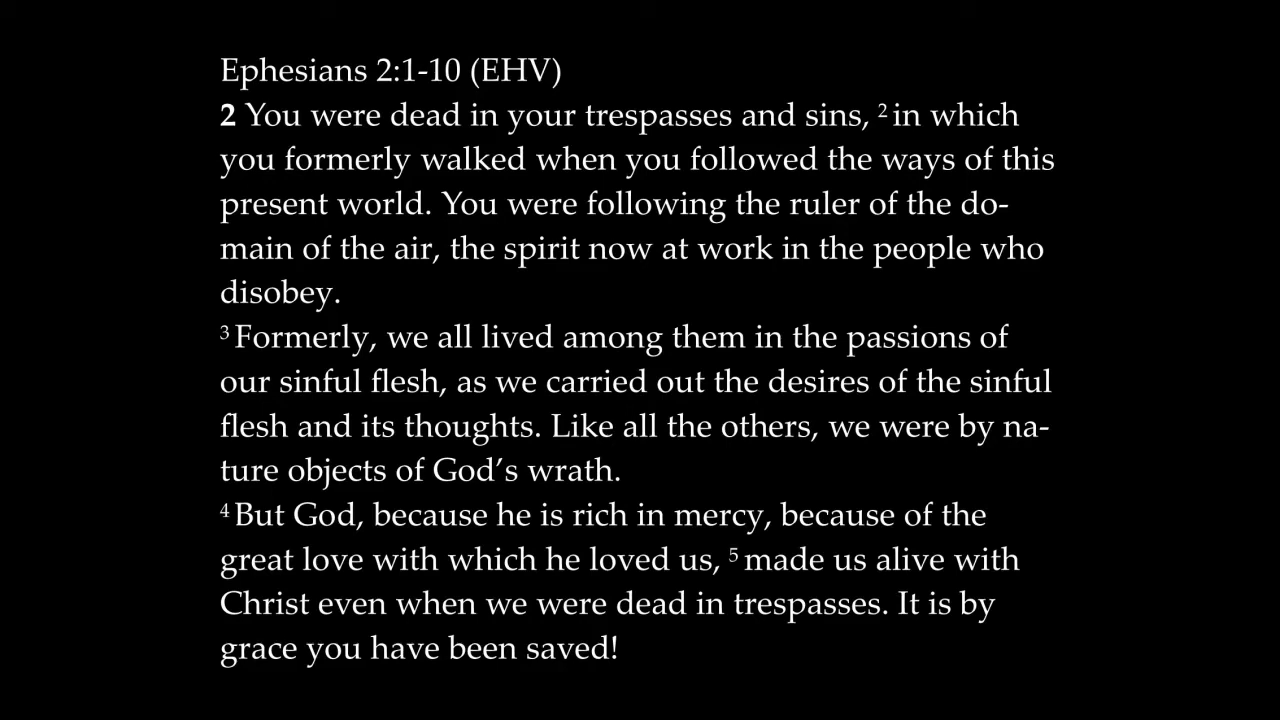 Ephesians 2:1-10 (EHV)
2 You were dead in your trespasses and sins, 2 in which
you formerly walked when you followed the ways of this
present world. You were following the ruler of the do-
main of the air, the spirit now at work in the people who
disobey.
3 Formerly, we all lived among them in the passions of
our sinful flesh, as we carried out the desires of the sinful
flesh and its thoughts. Like all the others, we were by na-
ture objects of God’s wrath.
4 But God, because he is rich in mercy, because of the
great love with which he loved us, 5 made us alive with
Christ even when we were dead in trespasses. It is by
grace you have been saved!